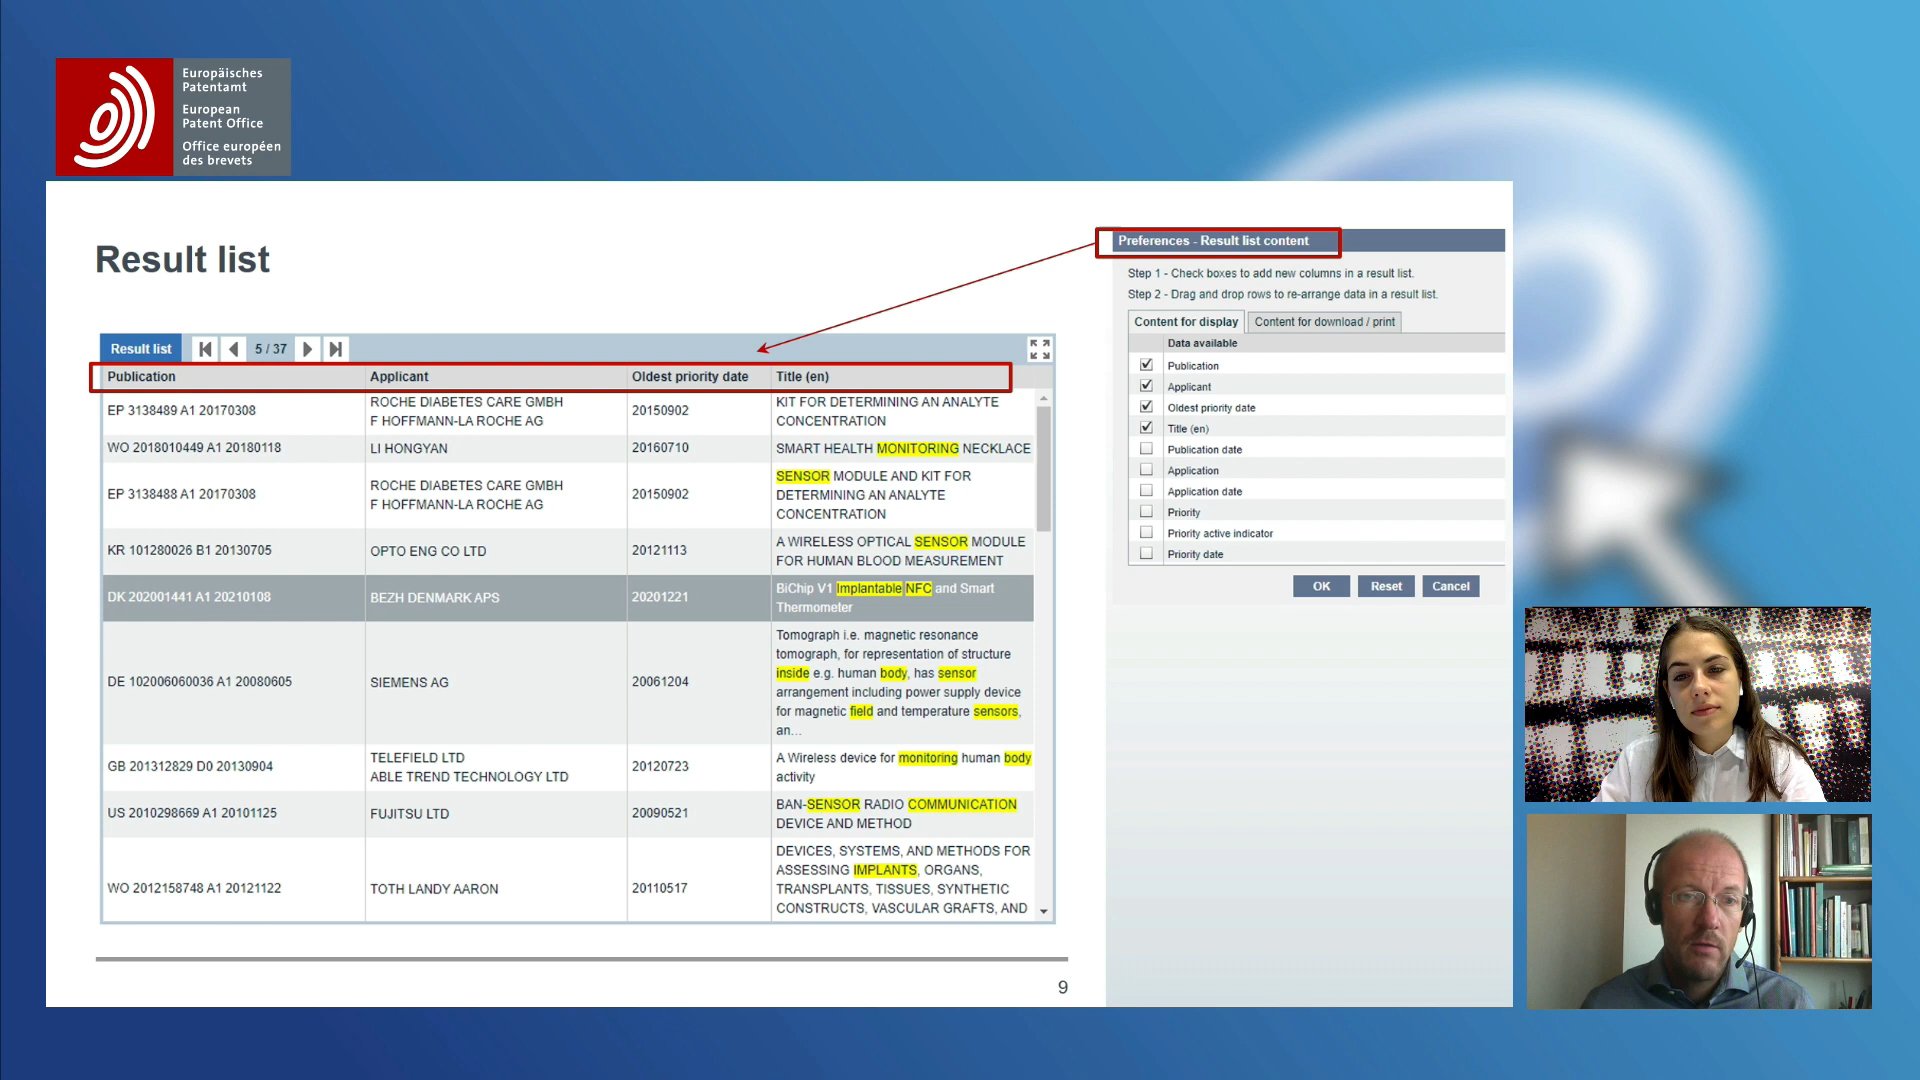 Europäisches
Patentamt
European
Patent Office
Office européen
des brevets
Result list
Preferences - Result list content
Step 1 - Check boxes to add new columns in a result list.
Step 2 - Drag and drop rows to re-arrange data in a result list.
Content for display Content for download / print
Data available
Publication
Applicant
Oldest priority date
Title (en)
Publication date
Application
Application date
Priority
Priority active indicator
Priority date
OK Reset Cancel
Result list 5 / 37
Publication Applicant Oldest priority date Title (en)
EP 3138489 A1 20170308 ROCHE DIABETES CARE GMBH 20150902 KIT FOR DETERMINING AN ANALYTE
F HOFFMANN-LA ROCHE AG CONCENTRATION
WO 2018010449 A1 20180118 LI HONGYAN 20160710 SMART HEALTH MONITORING NECKLACE
EP 3138488 A1 20170308 ROCHE DIABETES CARE GMBH 20150902 SENSOR MODULE AND KIT FOR
F HOFFMANN-LA ROCHE AG DETERMINING AN ANALYTE
CONCENTRATION
KR 101280026 B1 20130705 OPTO ENG CO LTD 20121113 A WIRELESS OPTICAL SENSOR MODULE
FOR HUMAN BLOOD MEASUREMENT
DK 202001441 A1 20210108 BEZH DENMARK APS 20201221 BiChip V1 Implantable NFC and Smart
Thermometer
DE 102006060036 A1 20080605 SIEMENS AG 20061204 Tomograph i.e. magnetic resonance
tomograph, for representation of structure
inside e.g. human body, has sensor
arrangement including power supply device
for magnetic field and temperature sensors,
an...
GB 201312829 D0 20130904 TELEFIELD LTD 20120723 A Wireless device for monitoring human body
ABLE TREND TECHNOLOGY LTD activity
US 2010298669 A1 20101125 FUJITSU LTD 20090521 BAN-SENSOR RADIO COMMUNICATION
DEVICE AND METHOD
WO 2012158748 A1 20121122 TOTH LANDY AARON 20110517 DEVICES, SYSTEMS, AND METHODS FOR
ASSESSING IMPLANTS, ORGANS,
TRANSPLANTS, TISSUES, SYNTHETIC
CONSTRUCTS, VASCULAR GRAFTS, AND
9